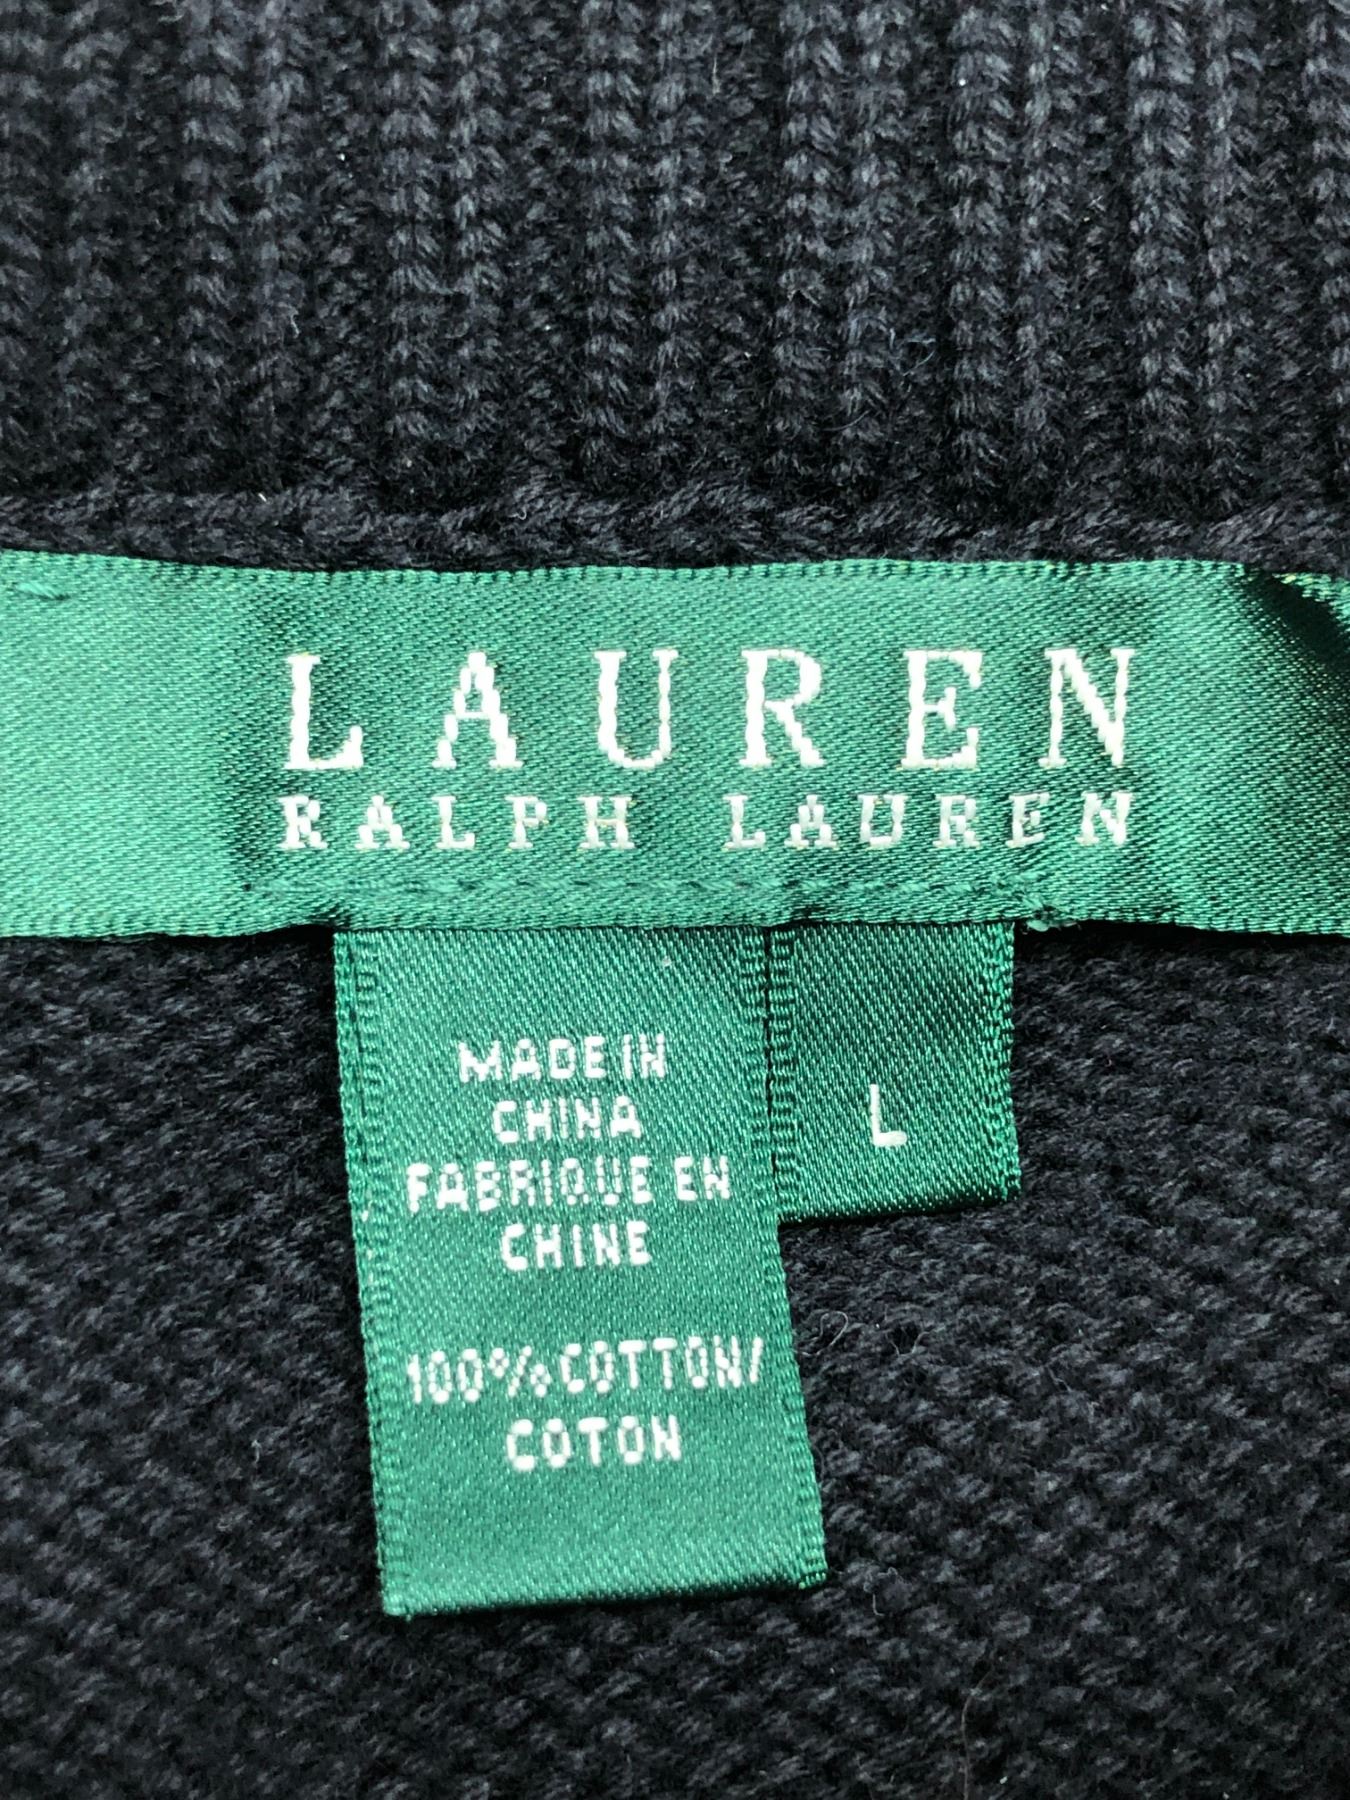 LAUREN
RALPH LAUREN
MADE IN
CHINA
FABRIQUE EN
CHINE
100% COTTON/
COTON
L